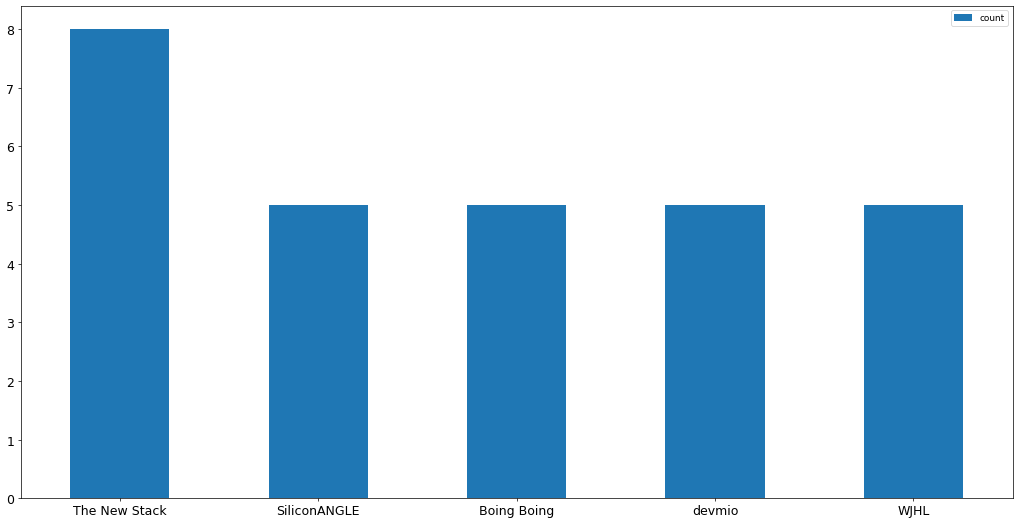 count
8
7
6
5
4
3
2
1
0
The New Stack
SiliconANGLE
Boing Boing
devmio
WJHL